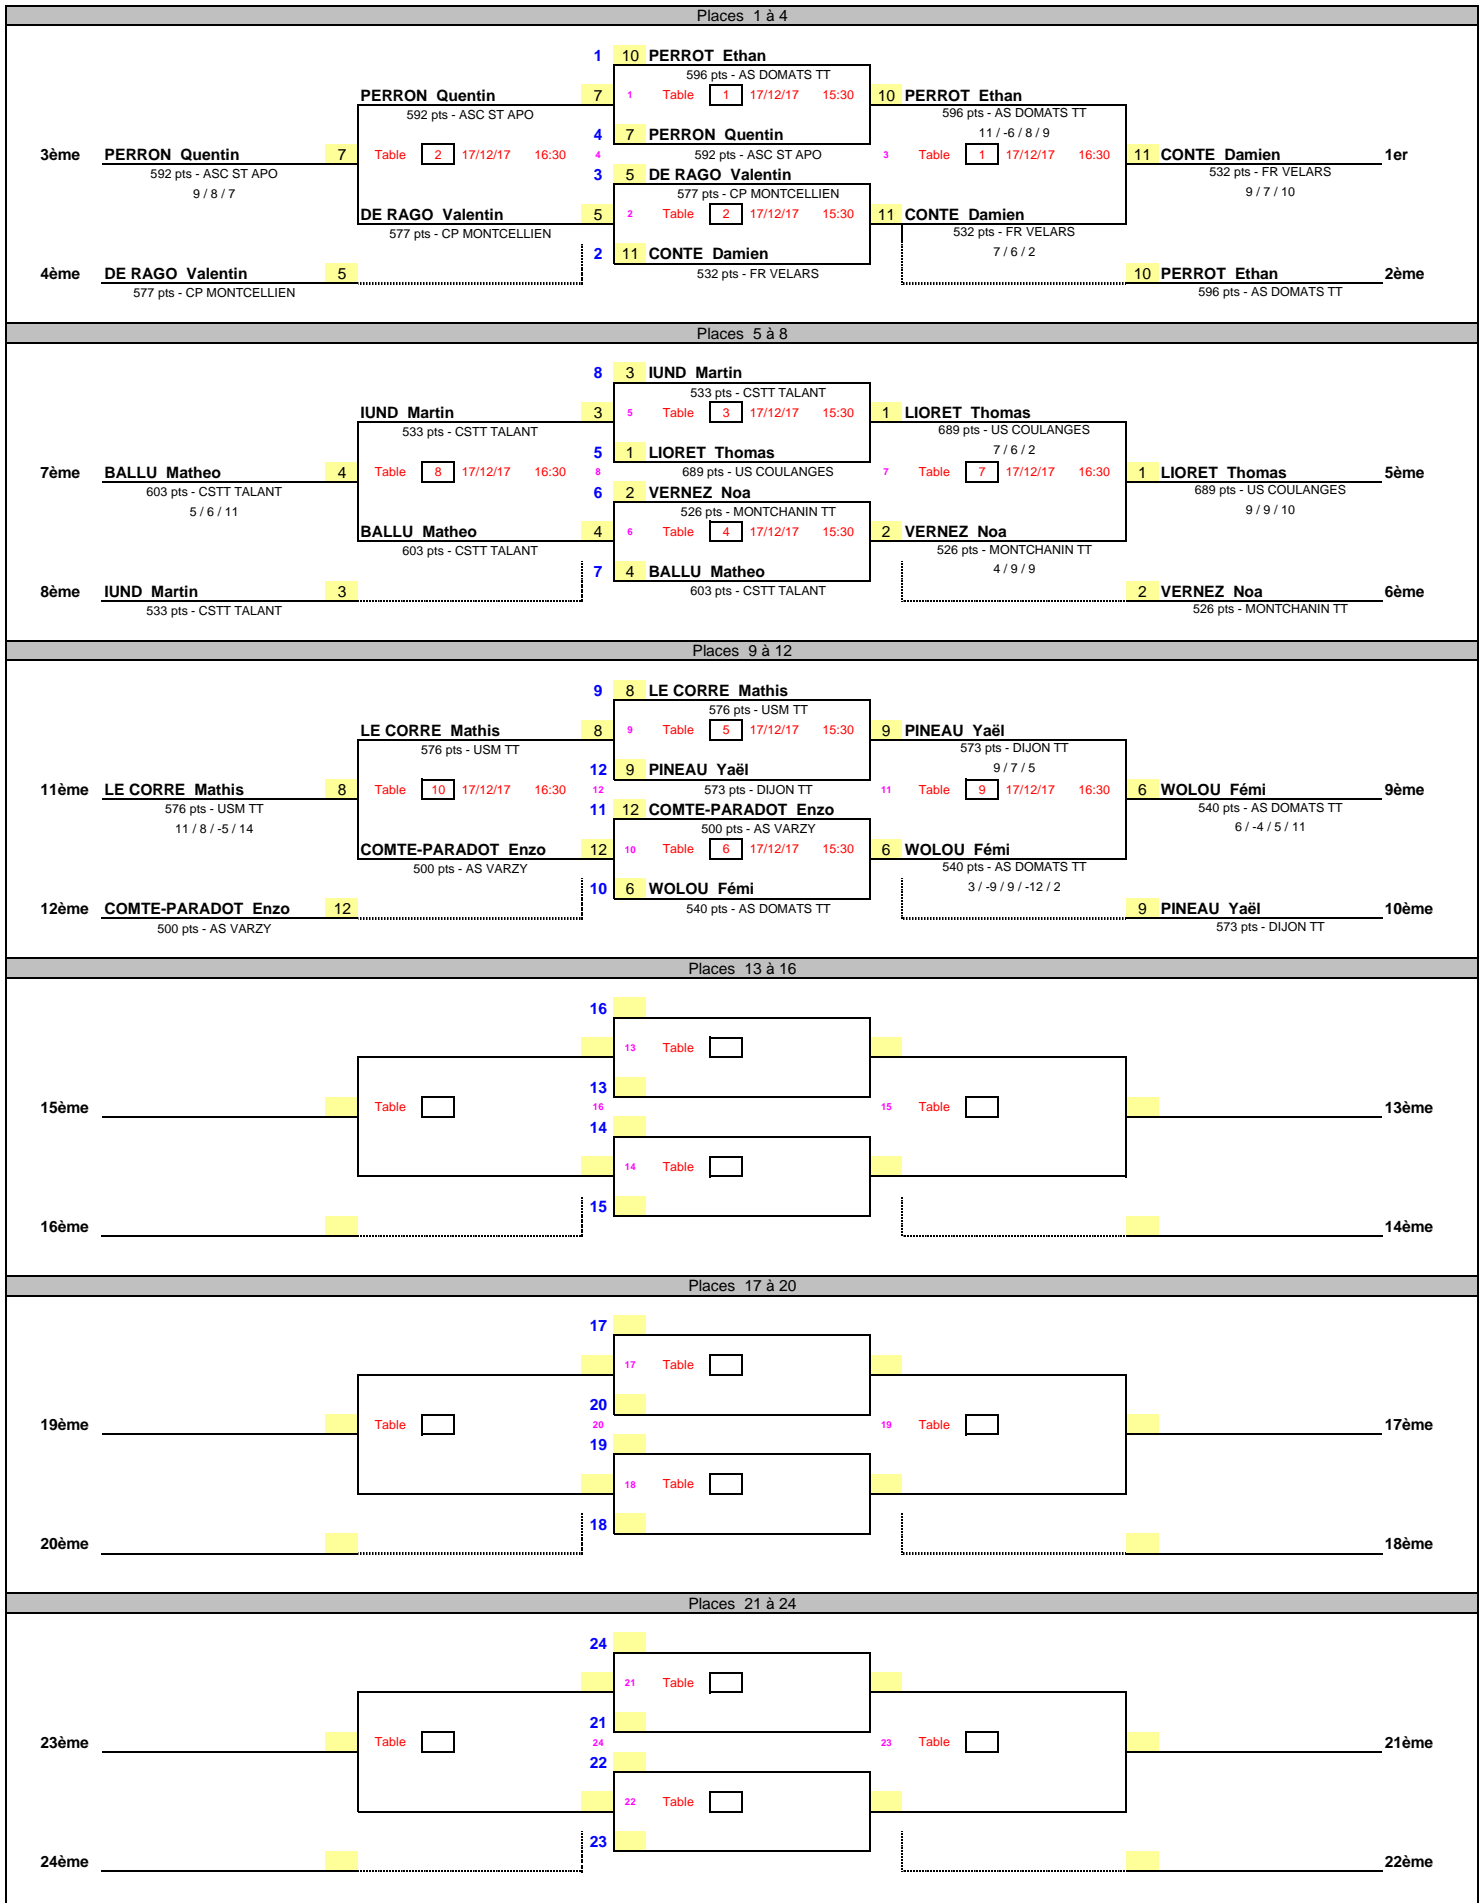 Places 1 à 4
1 10 PERROT Ethan
596 pts - AS DOMATS TT
PERRON Quentin 7 1 Table 1 17/12/17 15:30 10 PERROT Ethan
592 pts - ASC ST APO 596 pts - AS DOMATS TT
4 7 PERRON Quentin 11 / -6 / 8 / 9
3ème PERRON Quentin 7 Table 2 17/12/17 16:30 4 592 pts - ASC ST APO 3 Table 1 17/12/17 16:30 11 CONTE Damien 1er
592 pts - ASC ST APO 3 5 DE RAGO Valentin 532 pts - FR VELARS
9 / 8 / 7 577 pts - CP MONTCELLIEN 9 / 7 / 10
DE RAGO Valentin 5 2 Table 2 17/12/17 15:30 11 CONTE Damien
577 pts - CP MONTCELLIEN 532 pts - FR VELARS
2 11 CONTE Damien 7 / 6 / 2
4ème DE RAGO Valentin 5 532 pts - FR VELARS 10 PERROT Ethan 2ème
577 pts - CP MONTCELLIEN 596 pts - AS DOMATS TT
Places 5 à 8
8 3 IUND Martin
533 pts - CSTT TALANT
IUND Martin 3 5 Table 3 17/12/17 15:30 1 LIORET Thomas
533 pts - CSTT TALANT 689 pts - US COULANGES
5 1 LIORET Thomas 7 / 6 / 2
7ème BALLU Matheo 4 Table 8 17/12/17 16:30 8 689 pts - US COULANGES 7 Table 7 17/12/17 16:30 1 LIORET Thomas 5ème
603 pts - CSTT TALANT 6 2 VERNEZ Noa 689 pts - US COULANGES
5 / 6 / 11 526 pts - MONTCHANIN TT 9 / 9 / 10
BALLU Matheo 4 6 Table 4 17/12/17 15:30 2 VERNEZ Noa
603 pts - CSTT TALANT 526 pts - MONTCHANIN TT
7 4 BALLU Matheo 4 / 9 / 9
8ème IUND Martin 3 603 pts - CSTT TALANT 2 VERNEZ Noa 6ème
533 pts - CSTT TALANT 526 pts - MONTCHANIN TT
Places 9 à 12
9 8 LE CORRE Mathis
576 pts - USM TT
LE CORRE Mathis 8 9 Table 5 17/12/17 15:30 9 PINEAU Yaël
576 pts - USM TT 573 pts - DIJON TT
12 9 PINEAU Yaël 9 / 7 / 5
11ème LE CORRE Mathis 8 Table 10 17/12/17 16:30 12 573 pts - DIJON TT 11 Table 9 17/12/17 16:30 6 WOLOU Fémi 9ème
576 pts - USM TT 11 12 COMTE-PARADOT Enzo 540 pts - AS DOMATS TT
11 / 8 / -5 / 14 500 pts - AS VARZY 6 / -4 / 5 / 11
COMTE-PARADOT Enzo 12 10 Table 6 17/12/17 15:30 6 WOLOU Fémi
500 pts - AS VARZY 540 pts - AS DOMATS TT
10 6 WOLOU Fémi 3 / -9 / 9 / -12 / 2
12ème COMTE-PARADOT Enzo 12 540 pts - AS DOMATS TT 9 PINEAU Yaël 10ème
500 pts - AS VARZY 573 pts - DIJON TT
Places 13 à 16
16
13 Table
13
15ème Table 16 15 Table 13ème
14
14 Table
15
16ème 14ème
Places 17 à 20
17
17 Table
20
19ème Table 20 19 Table 17ème
19
18 Table
18
20ème 18ème
Places 21 à 24
24
21 Table
21
23ème Table 24 23 Table 21ème
22
22 Table
23
24ème 22ème